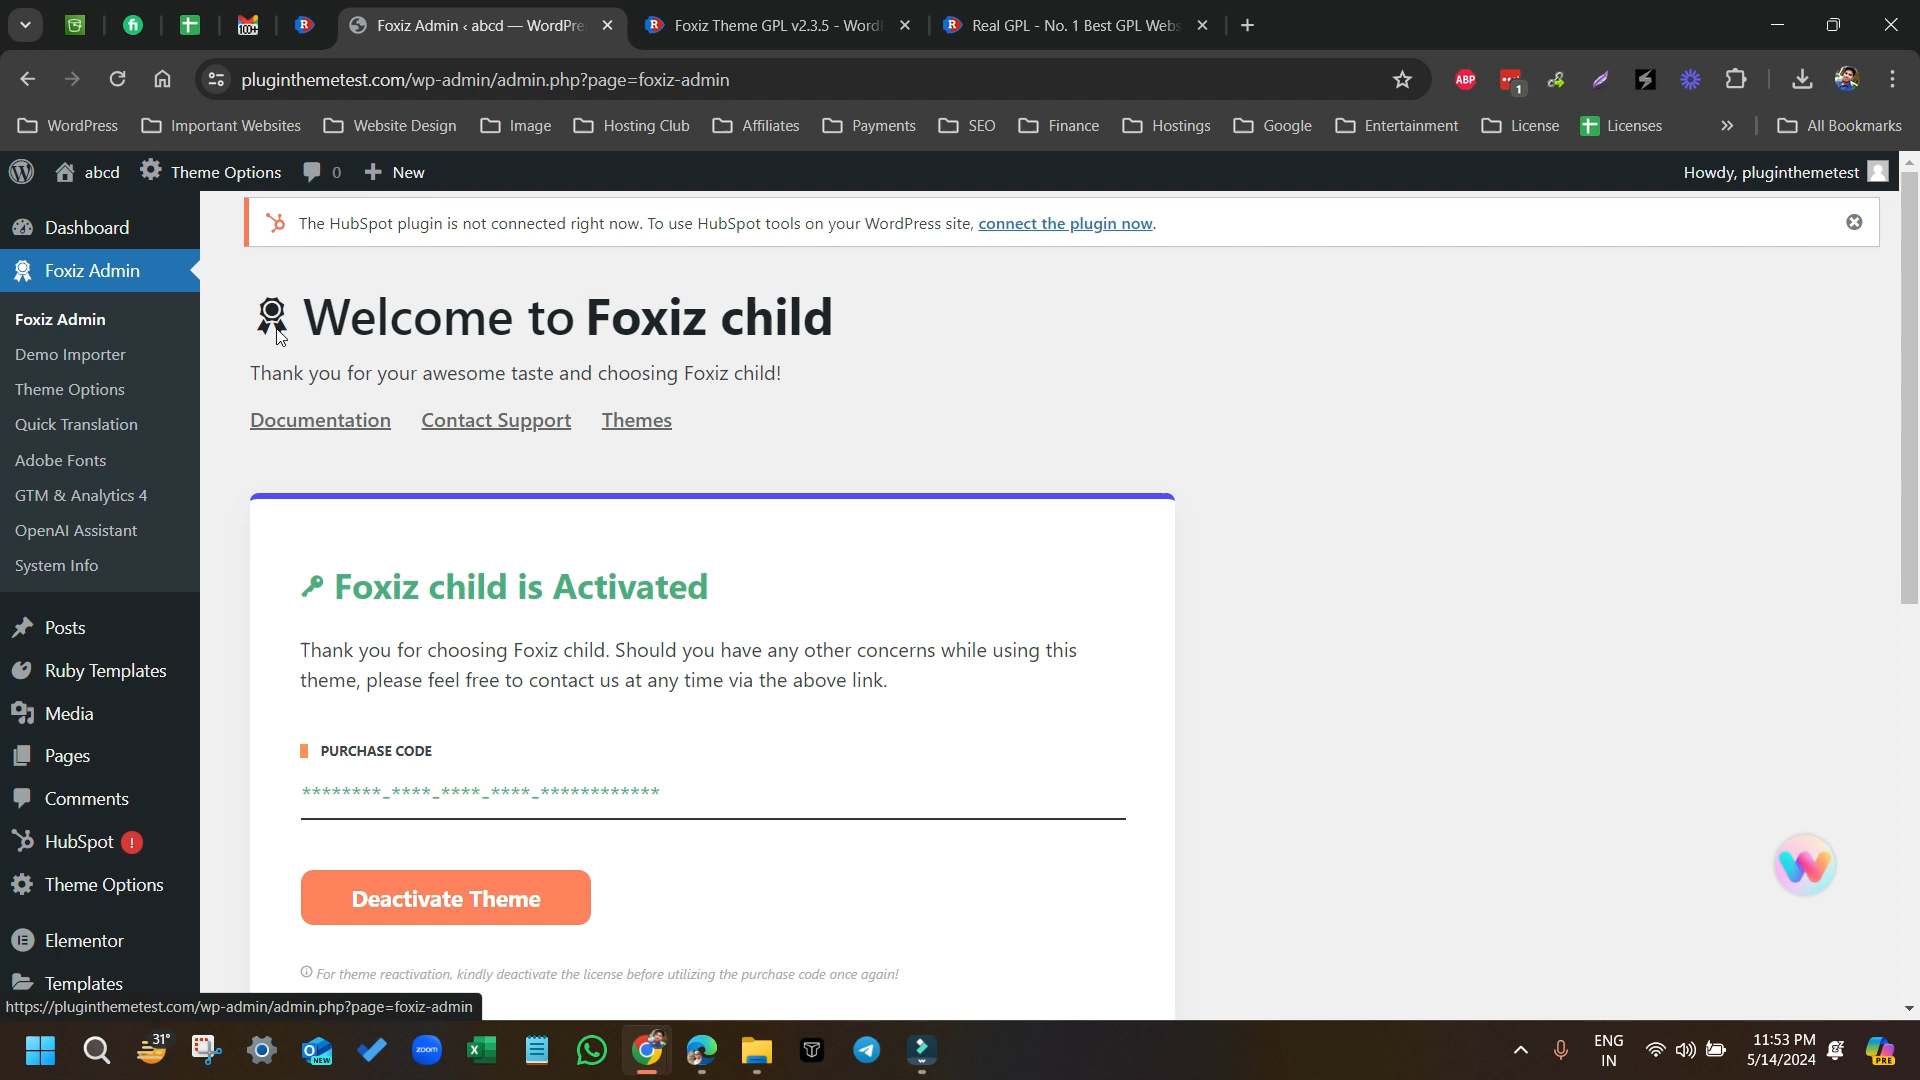 Foxiz Admin ‹ abcd — WordPre
Foxiz Theme GPL v2.3.5 - Word
Real GPL - No. 1 Best GPL Webs
100+
pluginthemetest.com/wp-admin/admin.php?page=foxiz-admin
ABP
1
WordPress
Important Websites
Website Design
Image
Hosting Club
Affiliates
Payments
SEO
Finance
Hostings
Google
Entertainment
License
Licenses
All Bookmarks
abcd
Theme Options
0
New
Howdy, pluginthemetest
Dashboard
Foxiz Admin
Foxiz Admin
Demo Importer
Theme Options
Quick Translation
Adobe Fonts
GTM & Analytics 4
OpenAI Assistant
System Info
Posts
Ruby Templates
Media
Pages
Comments
HubSpot !
Theme Options
Elementor
Templates
The HubSpot plugin is not connected right now. To use HubSpot tools on your WordPress site, connect the plugin now.
Welcome to Foxiz child
Thank you for your awesome taste and choosing Foxiz child!
Documentation
Contact Support
Themes
Foxiz child is Activated
Thank you for choosing Foxiz child. Should you have any other concerns while using this
theme, please feel free to contact us at any time via the above link.
PURCHASE CODE
********-****-****-****-************
Deactivate Theme
For theme reactivation, kindly deactivate the license before utilizing the purchase code once again!
https://pluginthemetest.com/wp-admin/admin.php?page=foxiz-admin
31°
NEW
zoom
ENG
IN
11:53 PM
5/14/2024
PRE